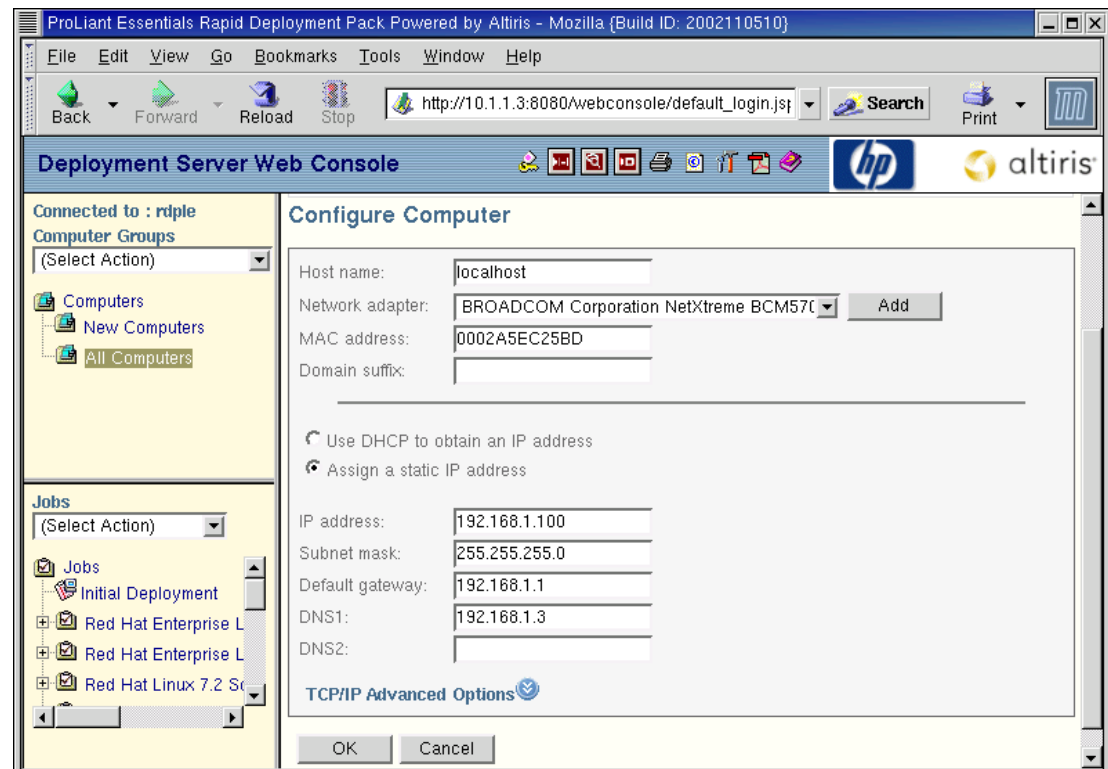 ProLiant Essentials Rapid Deployment Pack Powered by Altiris - Mozilla {Build ID: 2002110510}
File Edit View Go Bookmarks Tools Window Help
Back Forward Reload Stop http://10.1.1.3:8080/webconsole/default_login.jsp Search Print
Deployment Server Web Console hp altiris
Connected to : rdple
Computer Groups
(Select Action)
Computers
New Computers
All Computers
Jobs
(Select Action)
Jobs
Initial Deployment
Red Hat Enterprise L
Red Hat Enterprise L
Red Hat Linux 7.2 Sc
Configure Computer
Host name: localhost
Network adapter: BROADCOM Corporation NetXtreme BCM570 Add
MAC address: 0002A5EC25BD
Domain suffix:
Use DHCP to obtain an IP address
Assign a static IP address
IP address: 192.168.1.100
Subnet mask: 255.255.255.0
Default gateway: 192.168.1.1
DNS1: 192.168.1.3
DNS2:
TCP/IP Advanced Options
OK Cancel